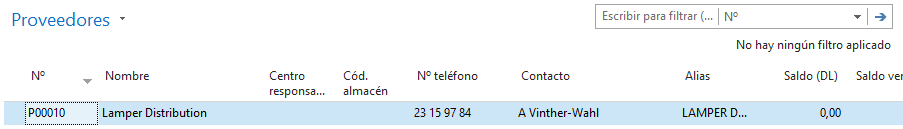 Proveedores
Escribir para filtrar (... Nº
No hay ningún filtro aplicado
Nº Nombre Centro responsa... Cód. almacén Nº teléfono Contacto Alias Saldo (DL) Saldo ver
P00010 Lamper Distribution 23 15 97 84 A Vinther-Wahl LAMPER D... 0,00